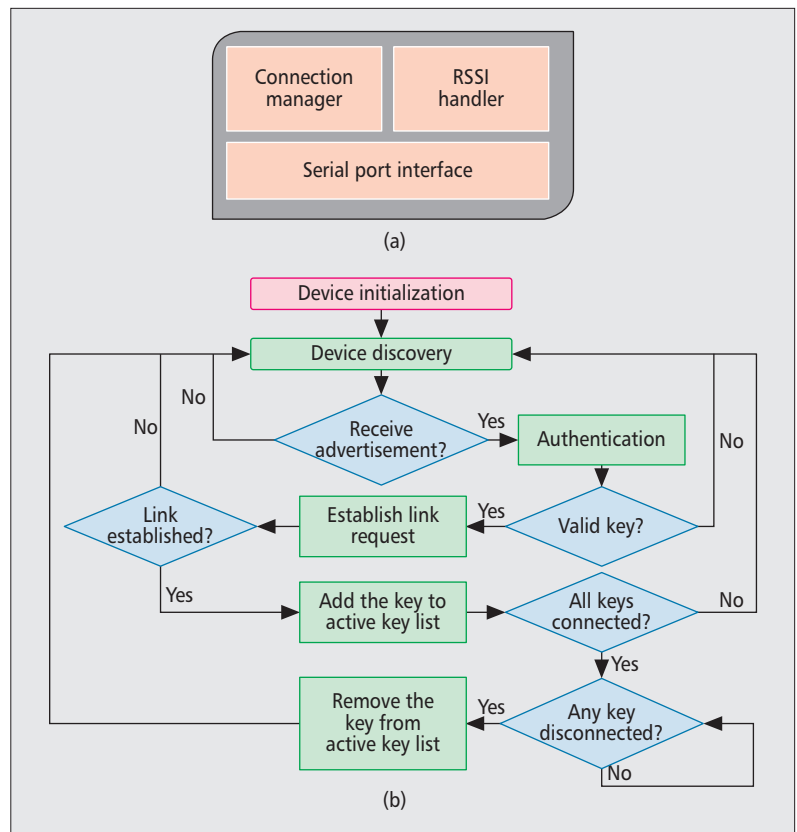 Connection
manager
RSSI
handler
Serial port interface
(a)
Device initialization
Device discovery
No
No
Receive
advertisement?
Yes
Authentication
No
Link
established?
Establish link
request
Yes
Valid key?
Yes
Add the key to
active key list
All keys
connected?
No
Yes
Remove the
key from
active key list
Yes
Any key
disconnected?
No
(b)